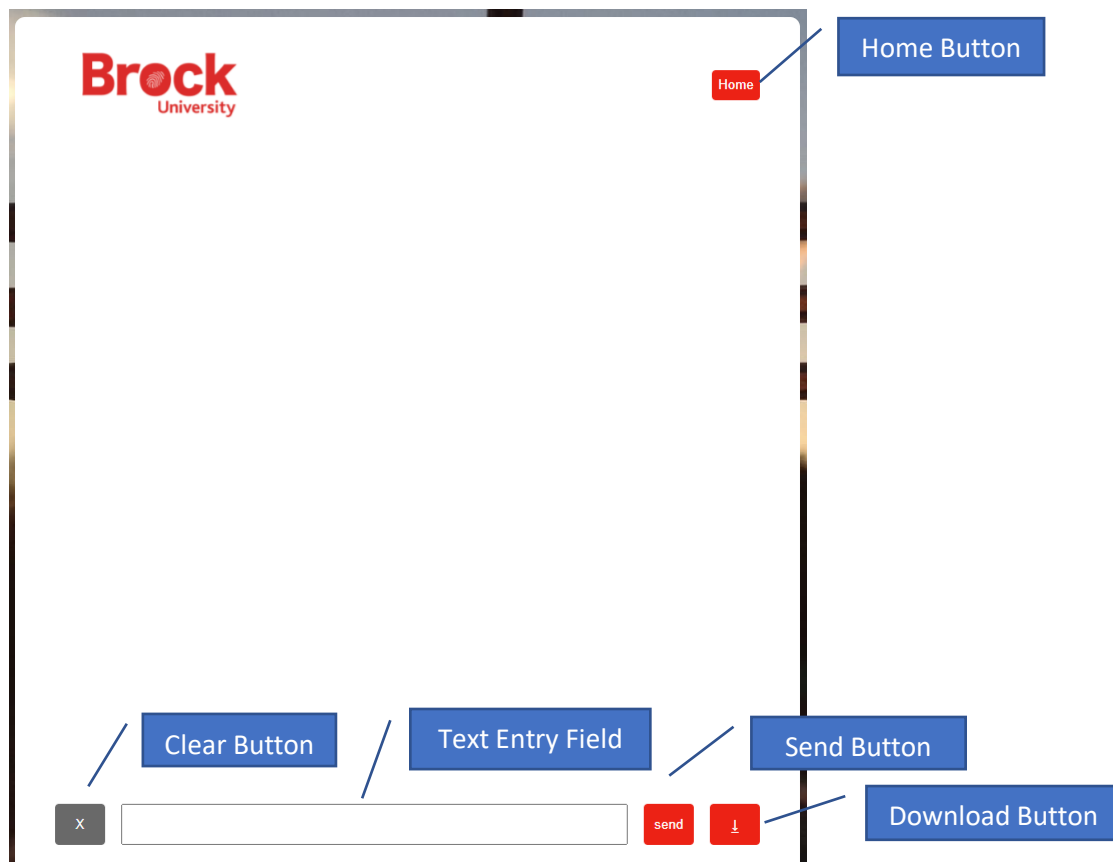 Home Button
Brock
University
Home
Clear Button
Text Entry Field
Send Button
Download Button
X
send